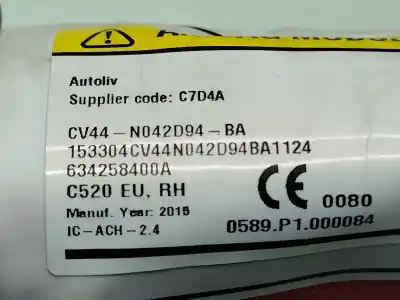 Autoliv
Supplier code: C7D4A
CV44-N042D94-BA
153304CV44N042D94BA1124
634258400A
C520 EU, RH
Manuf. Year: 2015
IC-ACH-2.4
CE 0080
0589.P1.000084